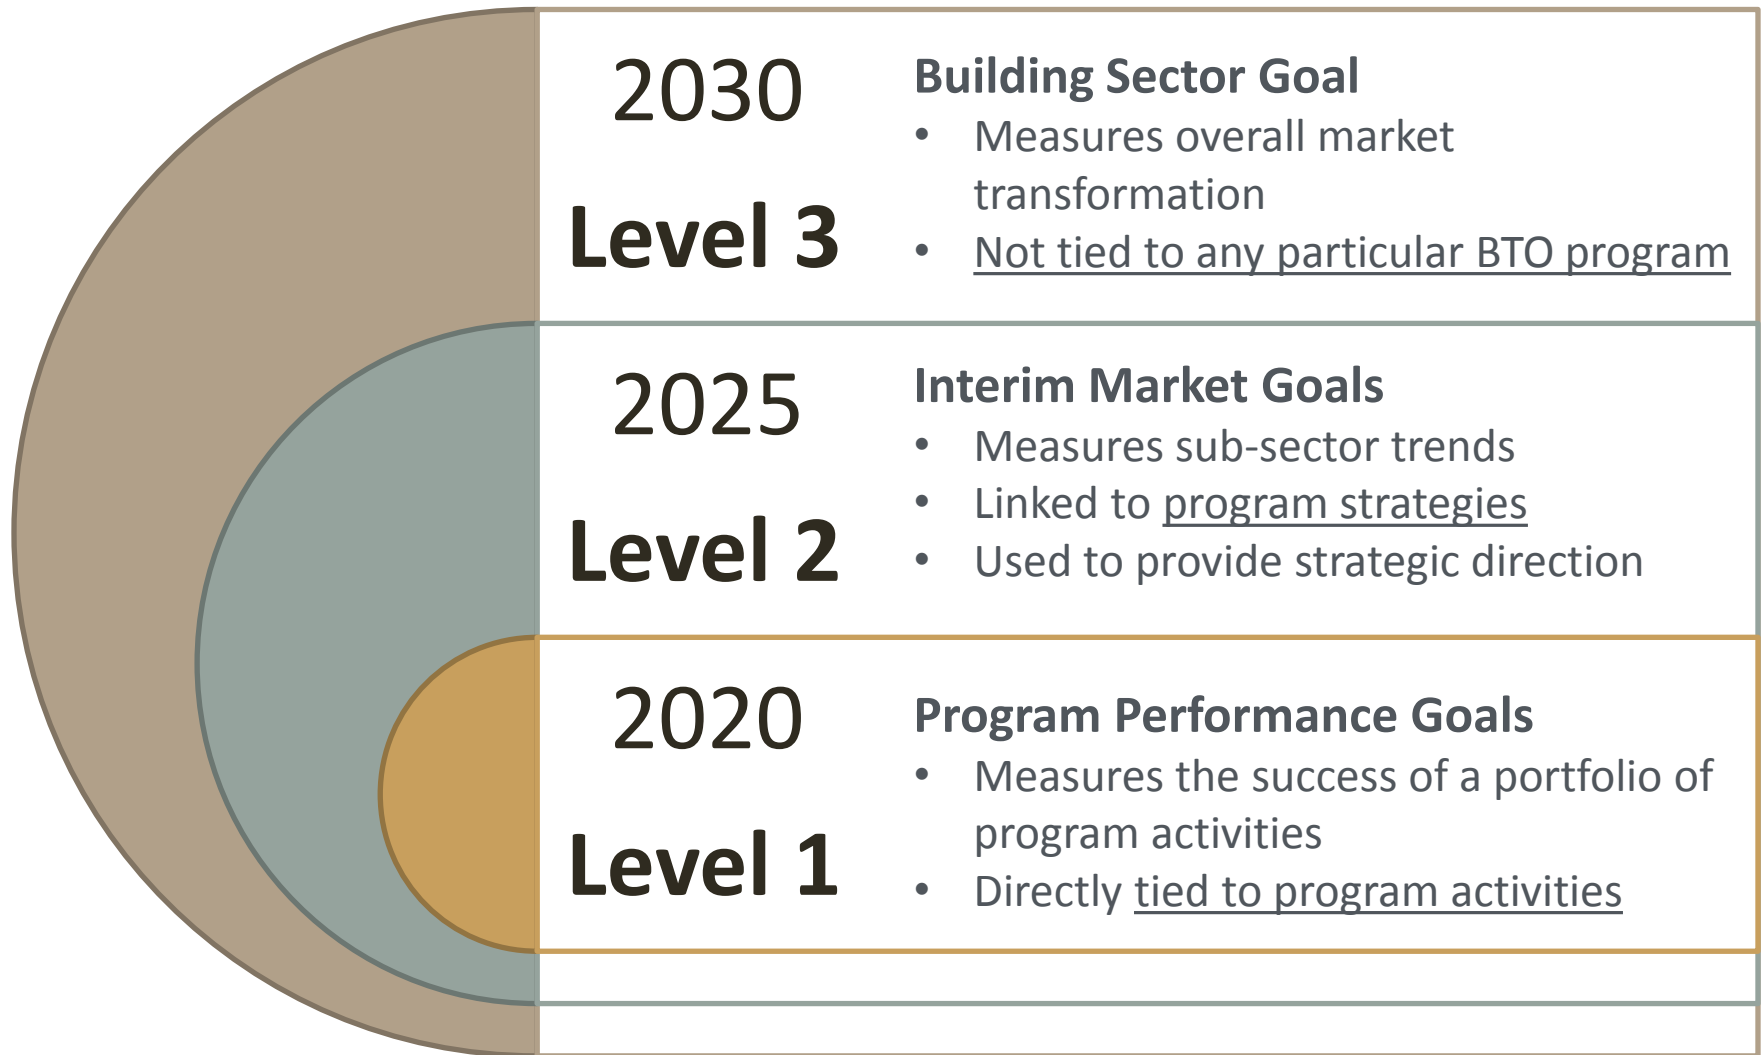 2030
Level 3
Building Sector Goal
• Measures overall market
transformation
• Not tied to any particular BTO program
2025
Level 2
Interim Market Goals
• Measures sub-sector trends
• Linked to program strategies
• Used to provide strategic direction
2020
Level 1
Program Performance Goals
• Measures the success of a portfolio of
program activities
• Directly tied to program activities